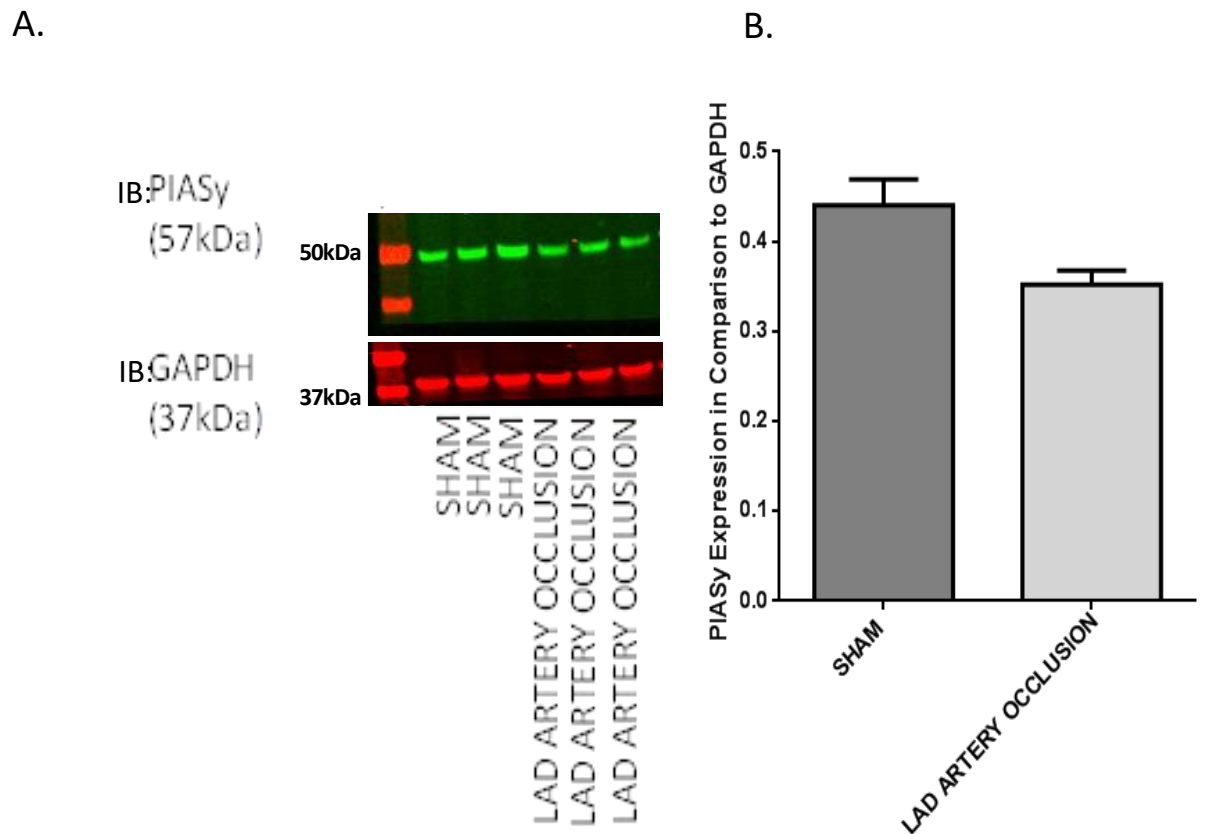 A.
IB:PIASy
(57kDa)
50kDa
IB:GAPDH
(37kDa)
37kDa
SHAM
SHAM
SHAM
LAD ARTERY OCCLUSION
LAD ARTERY OCCLUSION
LAD ARTERY OCCLUSION
B.
PIASy Expression in Comparison to GAPDH
0.5
0.4
0.3
0.2
0.1
0.0
SHAM
LAD ARTERY OCCLUSION